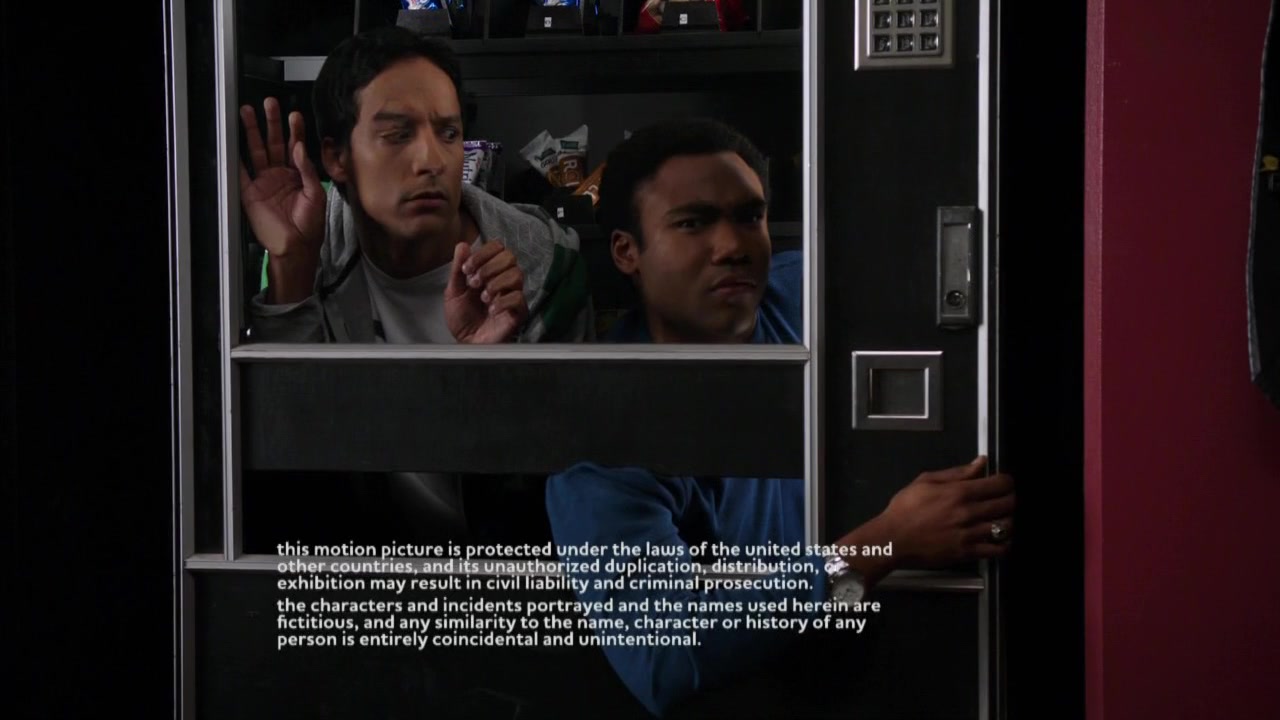 this motion picture is protected under the laws of the united states and
other countries, and its unauthorized duplication, distribution, or
exhibition may result in civil liability and criminal prosecution.
the characters and incidents portrayed and the names used herein are
fictitious, and any similarity to the name, character or history of any
person is entirely coincidental and unintentional.